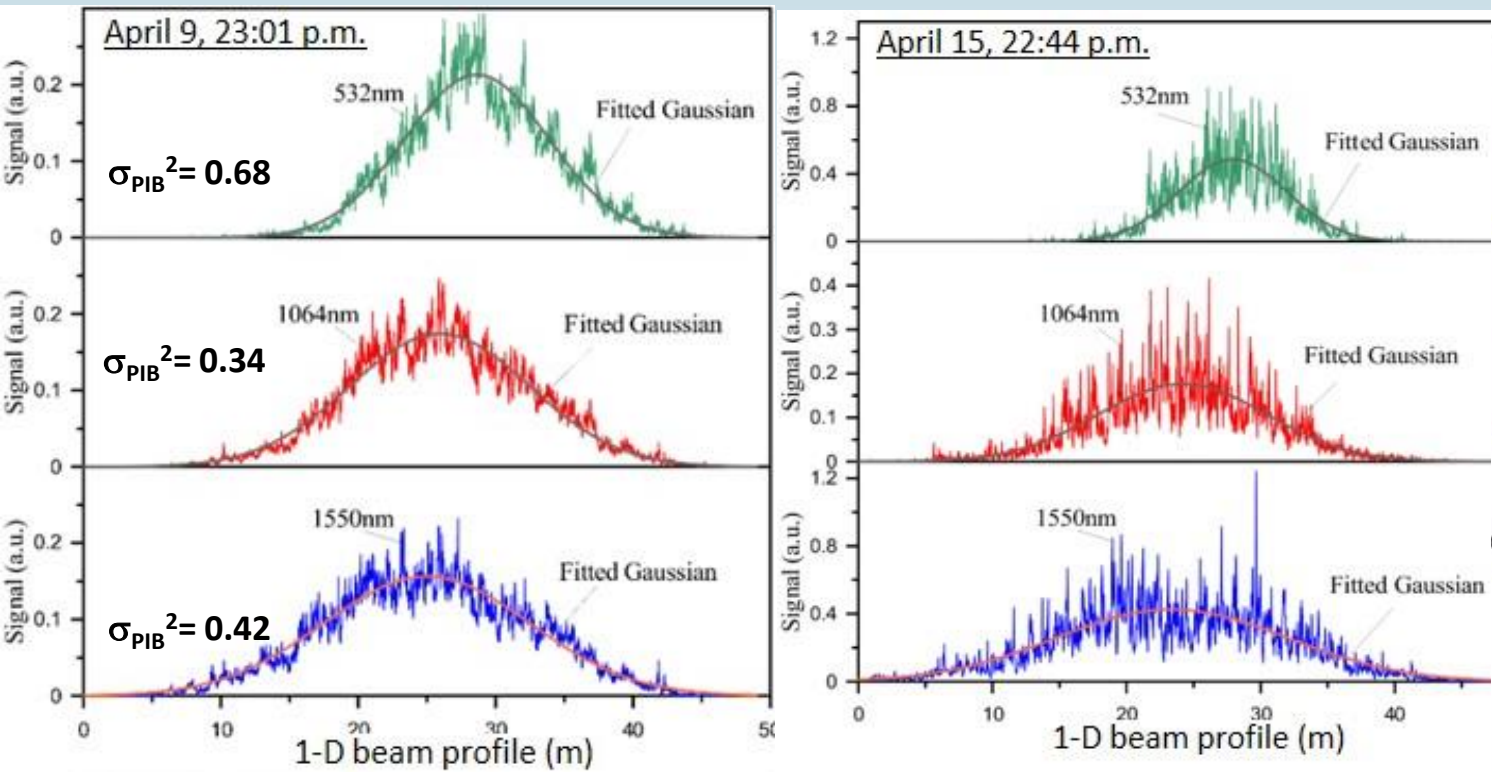 April 9, 23:01 p.m.
Signal (a.u.)
0.2
0.1
0
532nm
Fitted Gaussian
σPIB²= 0.68
Signal (a.u.)
0.2
0.1
0
1064nm
Fitted Gaussian
σPIB²= 0.34
Signal (a.u.)
0.2
0.1
0
1550nm
Fitted Gaussian
σPIB²= 0.42
0 10 20 30 40 50
1-D beam profile (m)
April 15, 22:44 p.m.
Signal (a.u.)
1.2
0.8
0.4
0
532nm
Fitted Gaussian
Signal (a.u.)
0.4
0.3
0.2
0.1
0
1064nm
Fitted Gaussian
Signal (a.u.)
1.2
0.8
0.4
0
1550nm
Fitted Gaussian
0 10 20 30 40
1-D beam profile (m)